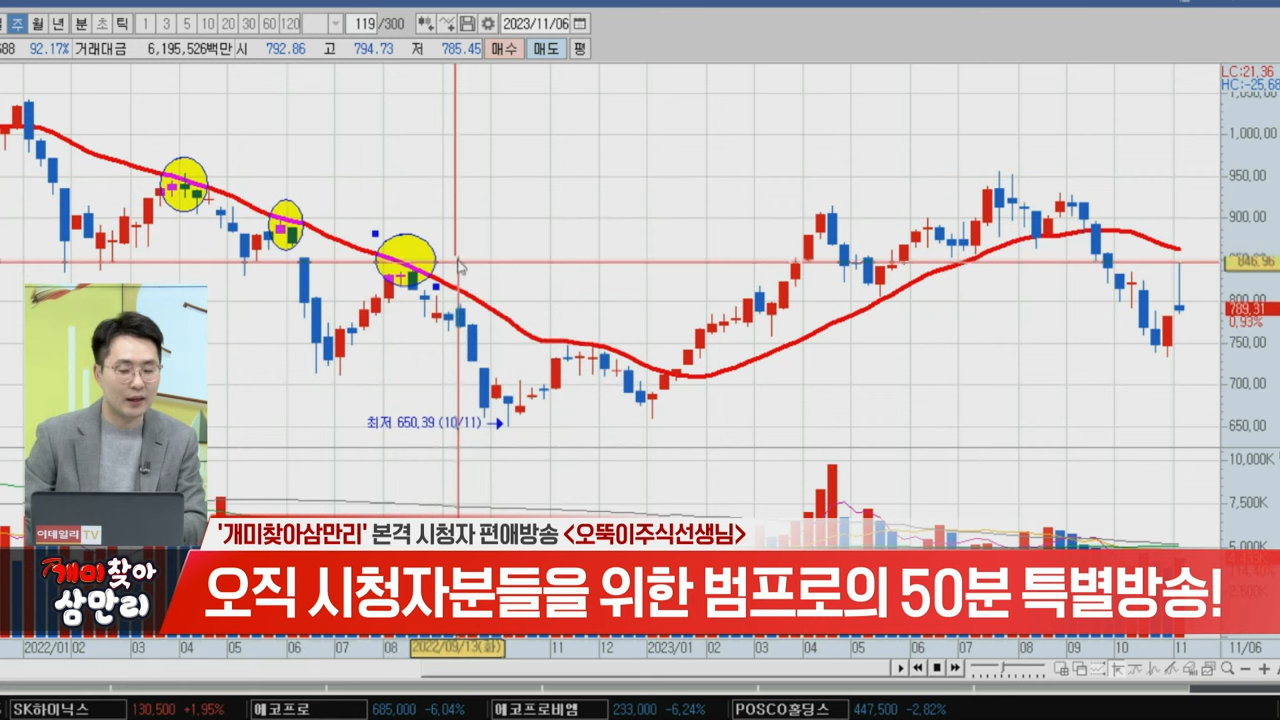 주 월 년 분 초 틱 1 3 5 10 20 30 60 120 119 /300 2023/11/06
92.17% 거래대금 6,195,526백만 시 792.86 고 794.73 저 785.45 매수 매도 평
LC:21.36
HC:-25.68
1,000.00
950.00
900.00
846.96
800.00
789.31
0.93%
750.00
700.00
650.00
최저 650.39 (10/11)
10,000K
7,500K
5,000K
이데일리 TV
'개미찾아삼만리' 본격 시청자 편애방송 <오뚝이주식선생님>
개미찾아
삼만리
오직 시청자분들을 위한 범프로의 50분 특별방송!
2022/01 02 03 04 05 06 07 08 2022/09/13(화) 11 12 2023/01 02 03 04 05 06 07 08 09 10 11 11/06
SK하이닉스 130,500 +1.95% 에코프로 685,000 -6.04% 에코프로비엠 233,000 -6.24% POSCO홀딩스 447,500 -2.82%